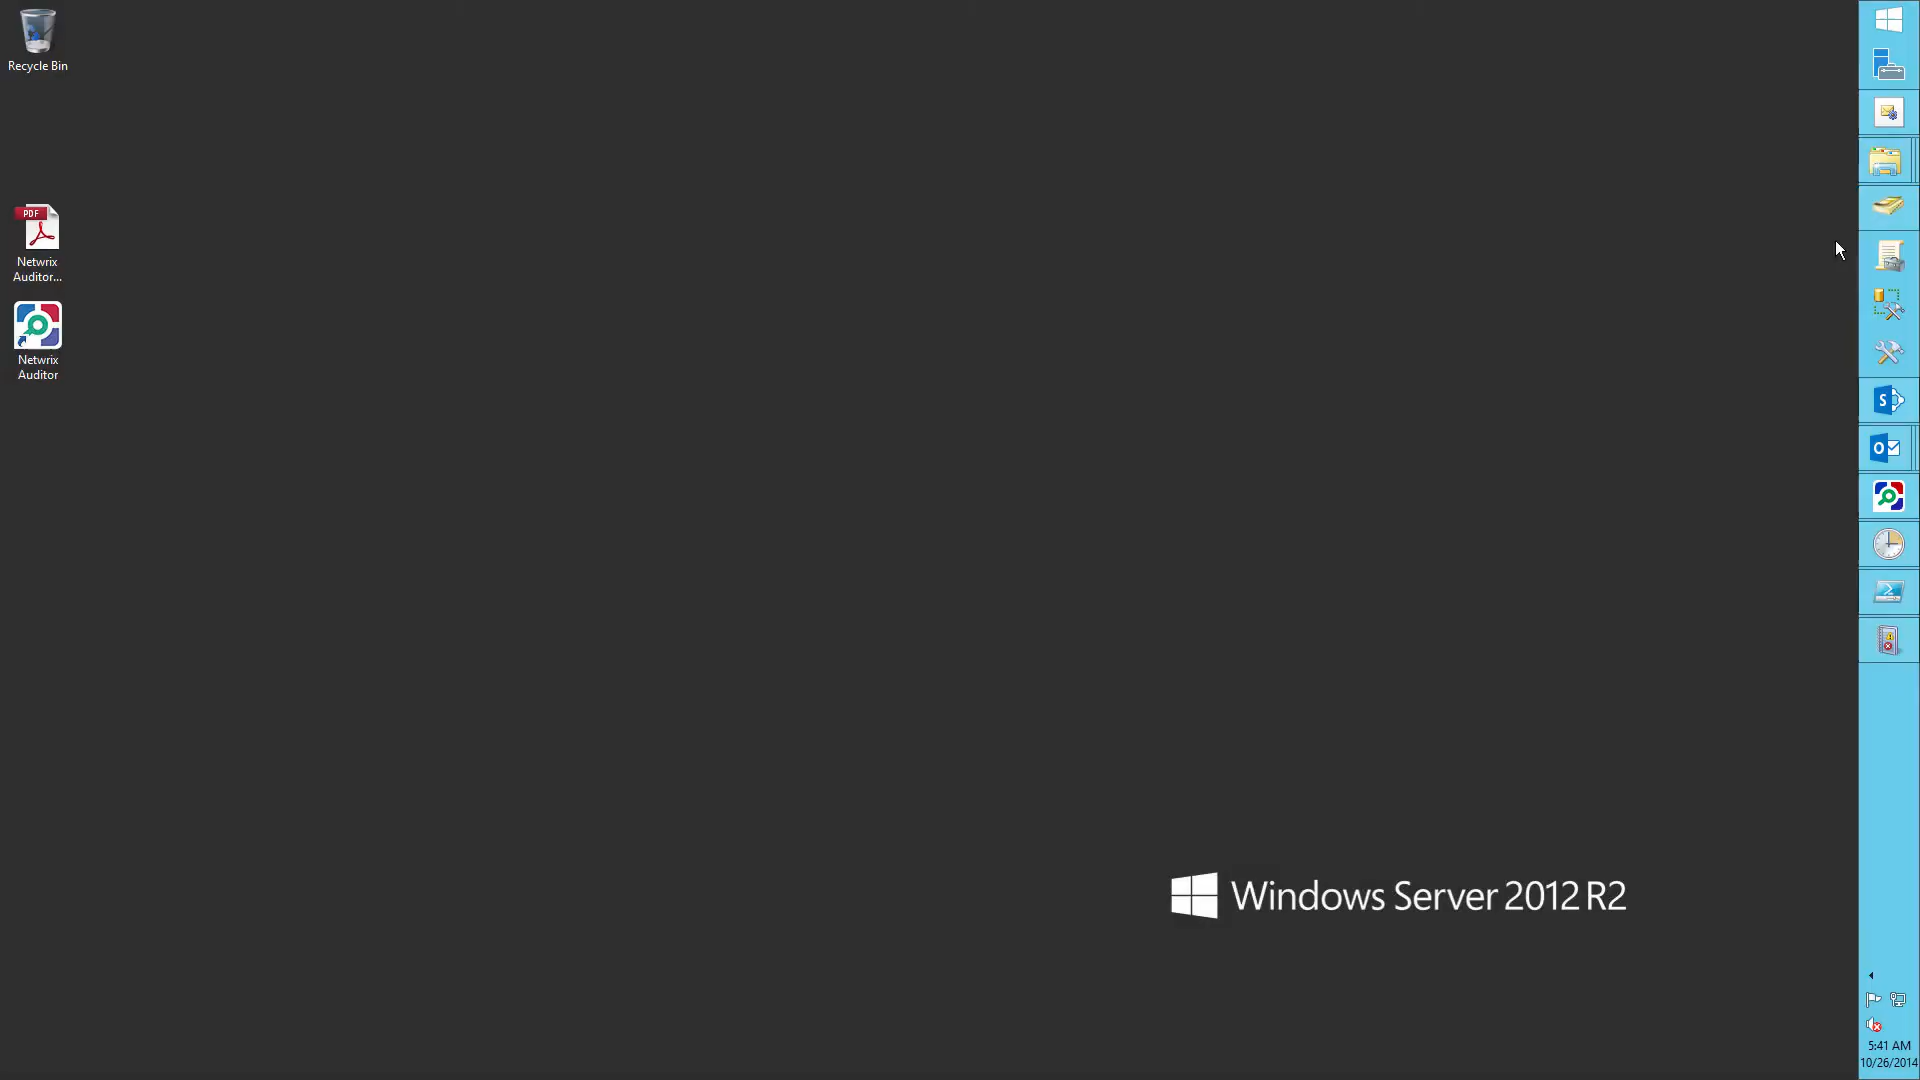 Recycle Bin
PDF
Netwrix
Auditor...
Netwrix
Auditor
S
O
Windows Server 2012 R2
5:41 AM
10/26/2014